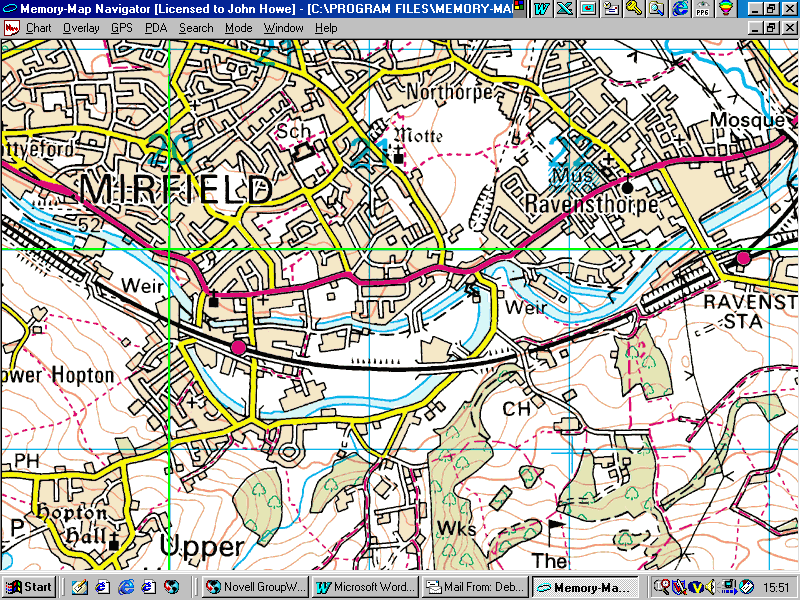 Memory-Map Navigator [Licensed to John Howe] - [C:\PROGRAM FILES\MEMORY-MA
Chart Overlay GPS PDA Search Mode Window Help
21
Northorpe
Mosque
Sch
Motte
ttyeford
20
21
22
Mus
MIRFIELD
Ravensthorpe
52
Weir
Weir
RAVENST
STA
ower Hopton
CH
PH
Hopton
Hall
P
Wks
Upper
The
Start
Novell GroupW...
Microsoft Word...
Mail From: Deb...
Memory-Ma...
15:51